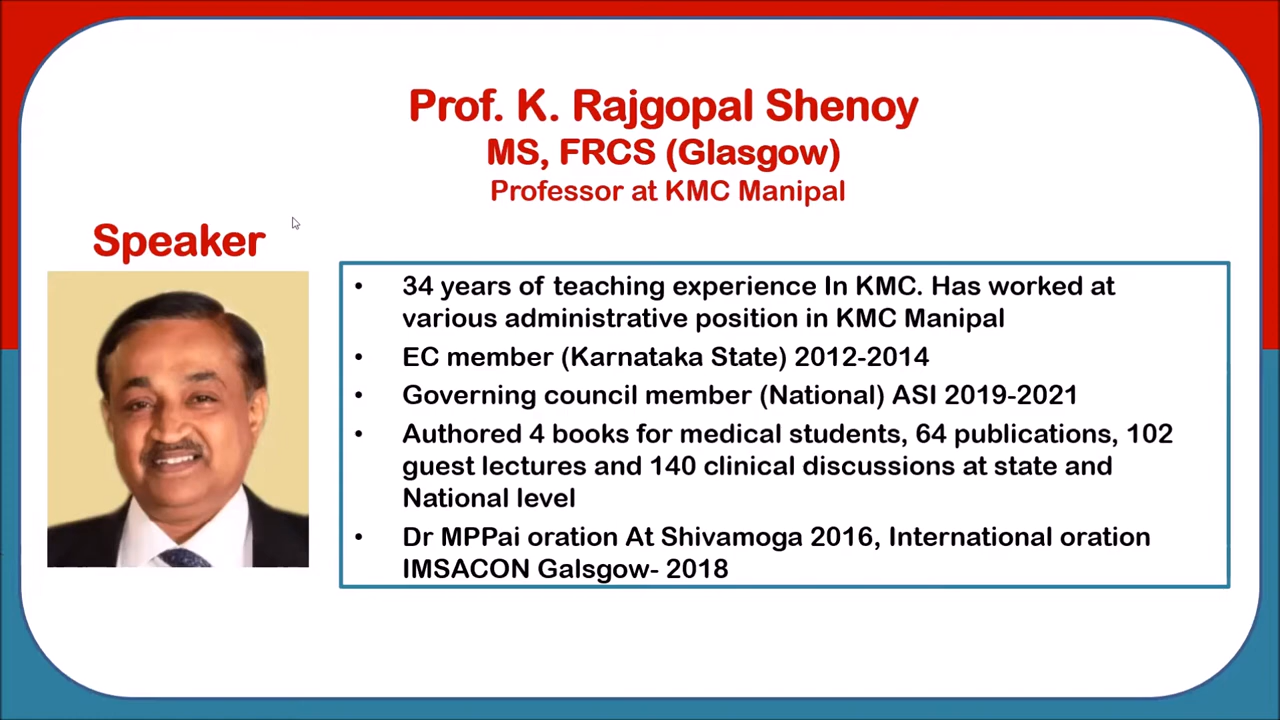 Prof. K. Rajgopal Shenoy
MS, FRCS (Glasgow)
Professor at KMC Manipal
Speaker
• 34 years of teaching experience In KMC. Has worked at
various administrative position in KMC Manipal
• EC member (Karnataka State) 2012-2014
• Governing council member (National) ASI 2019-2021
• Authored 4 books for medical students, 64 publications, 102
guest lectures and 140 clinical discussions at state and
National level
• Dr MPPai oration At Shivamoga 2016, International oration
IMSACON Galsgow- 2018